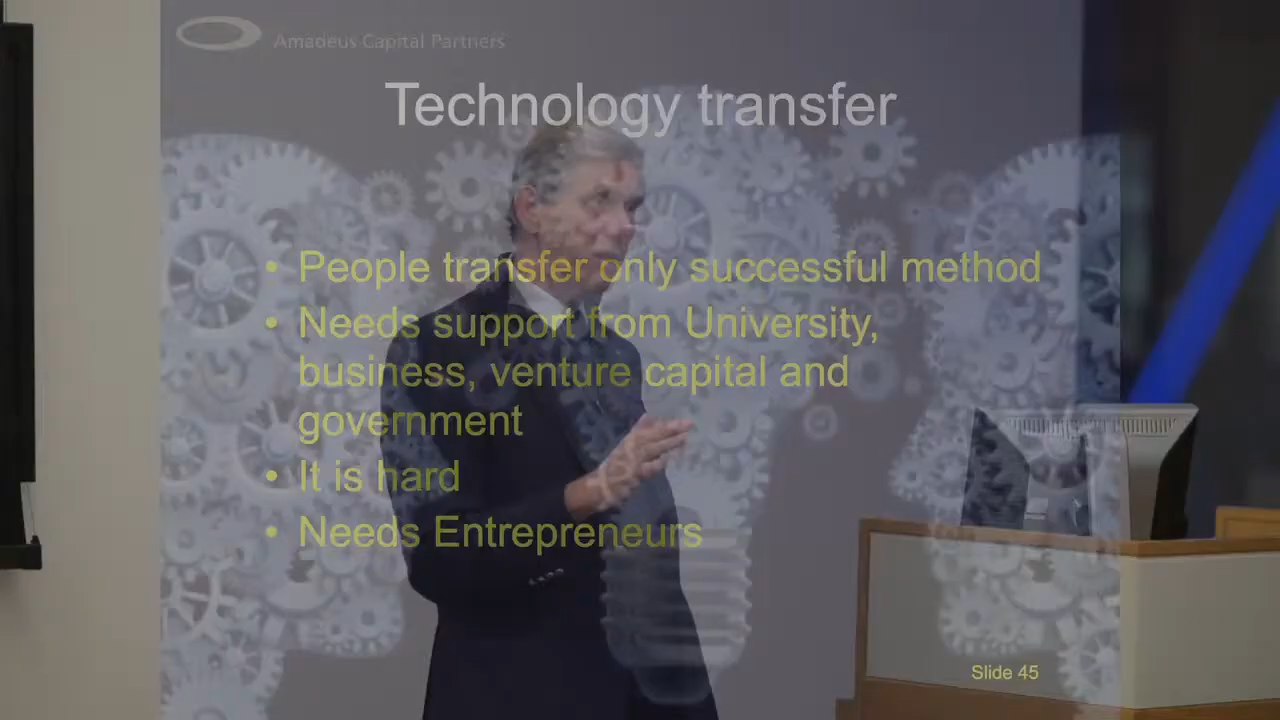 Amadeus Capital Partners
Technology transfer
• People transfer only successful method
• Needs support from University,
business, venture capital and
government
• It is hard
• Needs Entrepreneurs
Slide 45